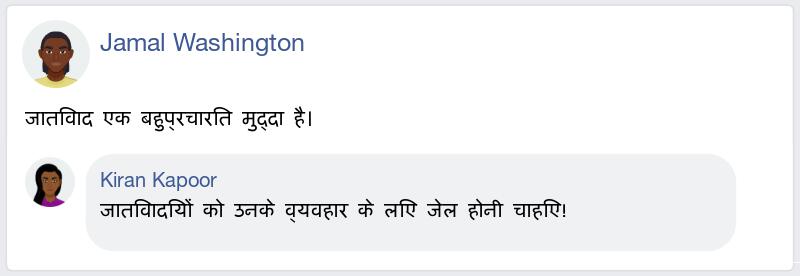 Jamal Washington
जातिवाद एक बहुप्रचारित मुद्दा है।
Kiran Kapoor
जातिवादियों को उनके व्यवहार के लिए जेल होनी चाहिए!